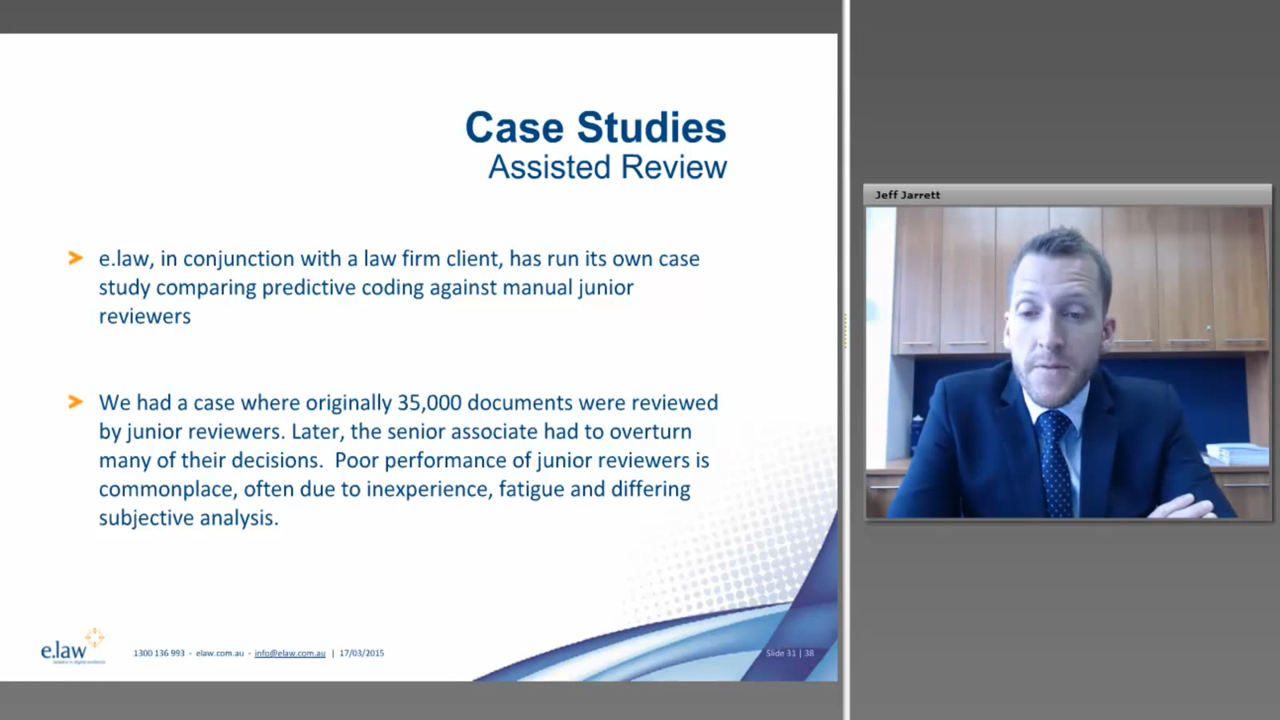 Case Studies
Assisted Review
e.law, in conjunction with a law firm client, has run its own case
study comparing predictive coding against manual junior
reviewers
We had a case where originally 35,000 documents were reviewed
by junior reviewers. Later, the senior associate had to overturn
many of their decisions.  Poor performance of junior reviewers is
commonplace, often due to inexperience, fatigue and differing
subjective analysis.
e.law
leaders in digital evidence
1300 136 993 - elaw.com.au - info@elaw.com.au | 17/03/2015
Slide 31 | 38
Jeff Jarrett